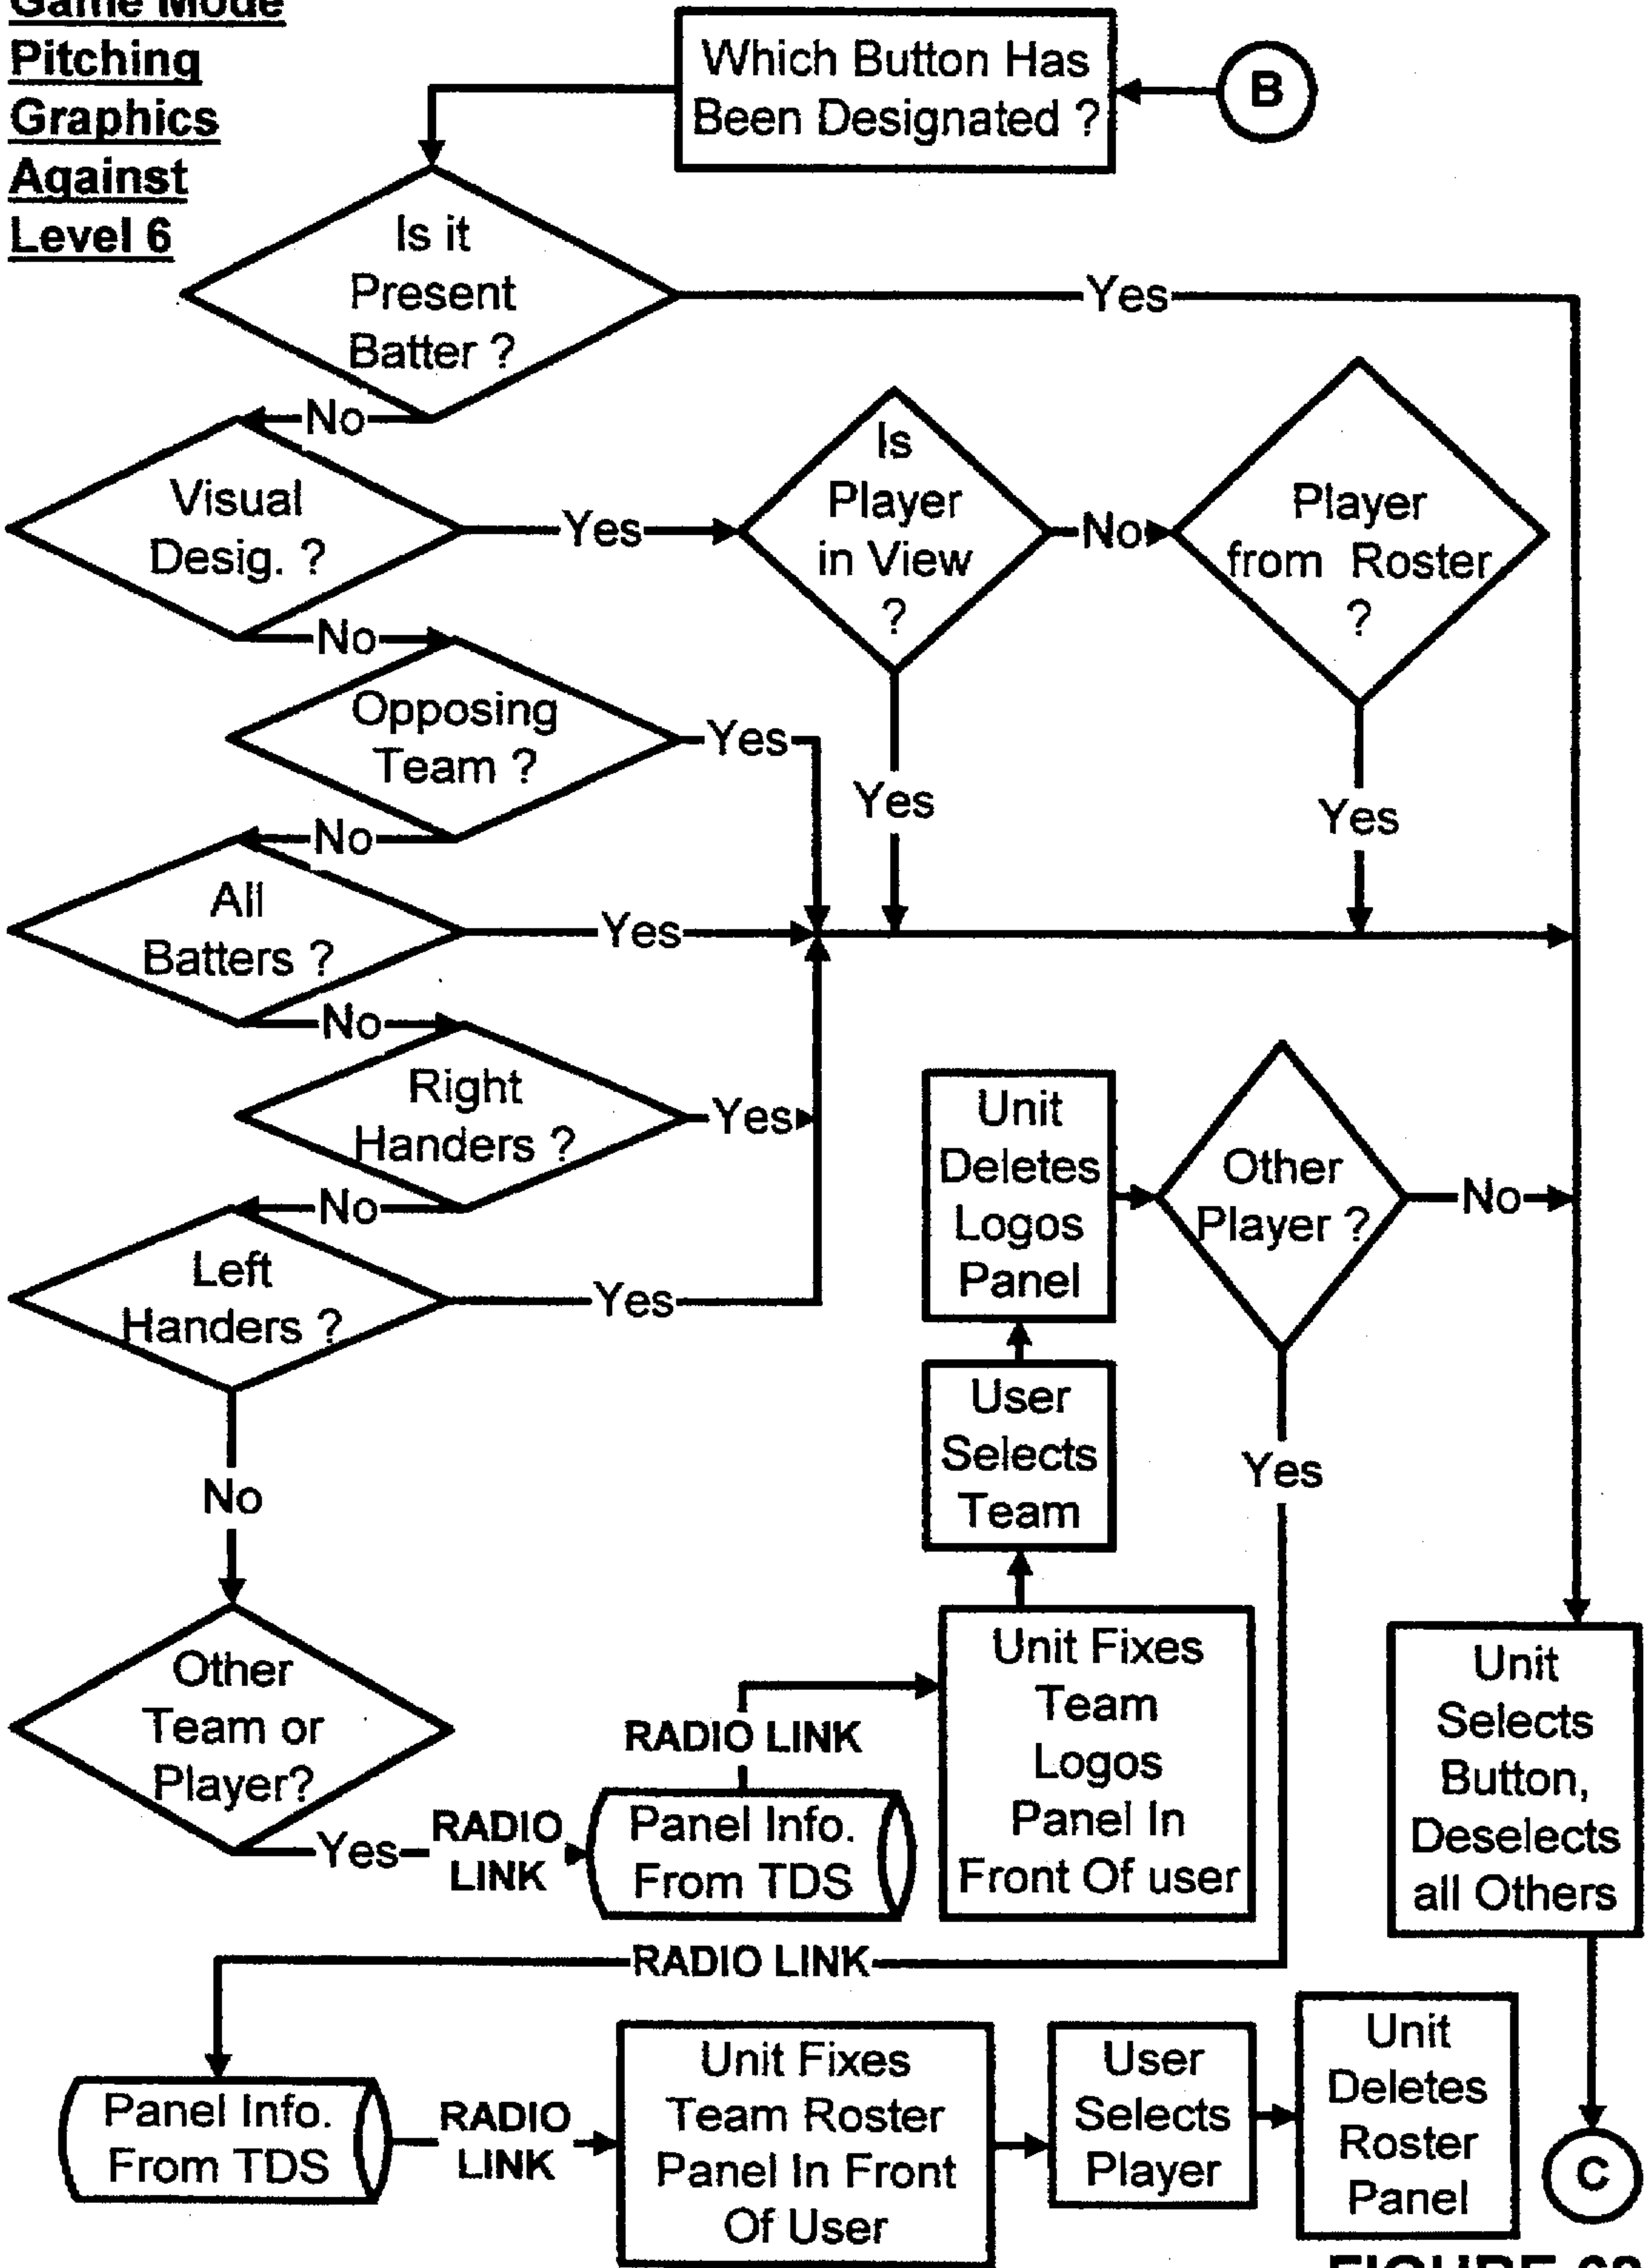 Game Mode
Pitching
Graphics
Against
Level 6
Which Button Has
Been Designated ?
B
Is it
Present
Batter ?
Yes
No
Visual
Desig. ?
Yes
Is
Player
in View
?
No
Player
from Roster
?
No
Opposing
Team ?
Yes
Yes
Yes
No
All
Batters ?
Yes
No
Right
Handers ?
Yes
No
Left
Handers ?
Yes
Unit
Deletes
Logos
Panel
Other
Player ?
No
User
Selects
Team
Yes
No
Other
Team or
Player?
Yes
RADIO
LINK
Panel Info.
From TDS
RADIO LINK
Unit Fixes
Team
Logos
Panel In
Front Of user
Unit
Selects
Button,
Deselects
all Others
RADIO LINK
Panel Info.
From TDS
RADIO
LINK
Unit Fixes
Team Roster
Panel In Front
Of User
User
Selects
Player
Unit
Deletes
Roster
Panel
C
FIGURE